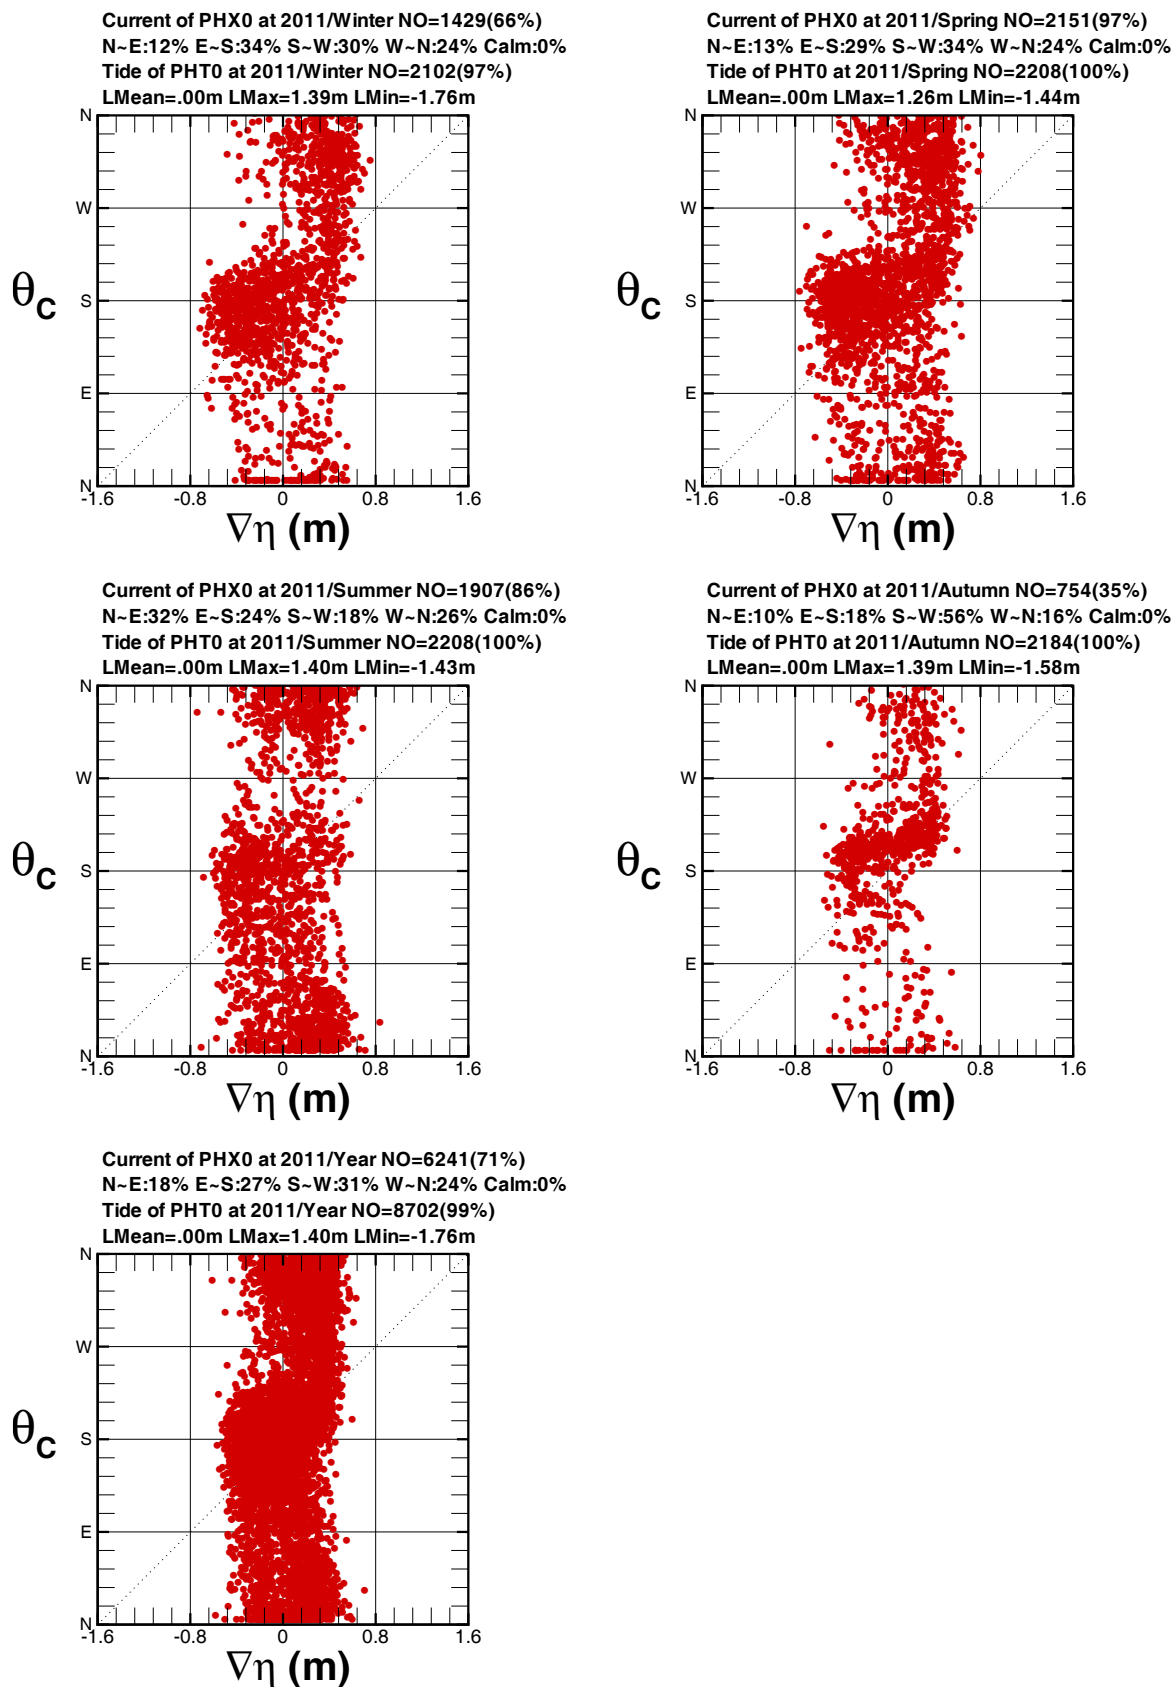 Current of PHX0 at 2011/Winter NO=1429(66%)
N~E:12% E~S:34% S~W:30% W~N:24% Calm:0%
Tide of PHT0 at 2011/Winter NO=2102(97%)
LMean=.00m LMax=1.39m LMin=-1.76m
N
W
θC
S
E
N
-1.6 -0.8 0 0.8 1.6
∇η (m)
Current of PHX0 at 2011/Spring NO=2151(97%)
N~E:13% E~S:29% S~W:34% W~N:24% Calm:0%
Tide of PHT0 at 2011/Spring NO=2208(100%)
LMean=.00m LMax=1.26m LMin=-1.44m
N
W
θC
S
E
N
-1.6 -0.8 0 0.8 1.6
∇η (m)
Current of PHX0 at 2011/Summer NO=1907(86%)
N~E:32% E~S:24% S~W:18% W~N:26% Calm:0%
Tide of PHT0 at 2011/Summer NO=2208(100%)
LMean=.00m LMax=1.40m LMin=-1.43m
N
W
θC
S
E
N
-1.6 -0.8 0 0.8 1.6
∇η (m)
Current of PHX0 at 2011/Autumn NO=754(35%)
N~E:10% E~S:18% S~W:56% W~N:16% Calm:0%
Tide of PHT0 at 2011/Autumn NO=2184(100%)
LMean=.00m LMax=1.39m LMin=-1.58m
N
W
θC
S
E
N
-1.6 -0.8 0 0.8 1.6
∇η (m)
Current of PHX0 at 2011/Year NO=6241(71%)
N~E:18% E~S:27% S~W:31% W~N:24% Calm:0%
Tide of PHT0 at 2011/Year NO=8702(99%)
LMean=.00m LMax=1.40m LMin=-1.76m
N
W
θC
S
E
N
-1.6 -0.8 0 0.8 1.6
∇η (m)